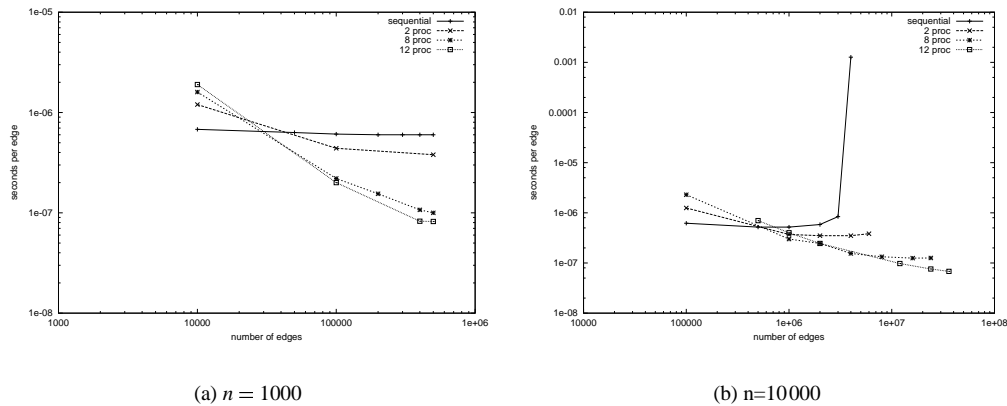 1e-05
1e-06
1e-07
1e-08
seconds per edge
1000
10000
100000
1e+06
number of edges
sequential
2 proc
8 proc
12 proc
(a) n = 1000
0.01
0.001
0.0001
1e-05
1e-06
1e-07
1e-08
seconds per edge
10000
100000
1e+06
1e+07
1e+08
number of edges
sequential
2 proc
8 proc
12 proc
(b) n=10000